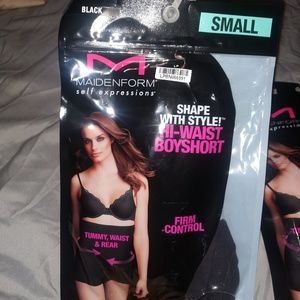 BLACK
SMALL
MAIDENFORM
self expressions
SHAPE
WITH STYLE!
HI-WAIST
BOYSHORT
FIRM
CONTROL
TUMMY, WAIST
& REAR